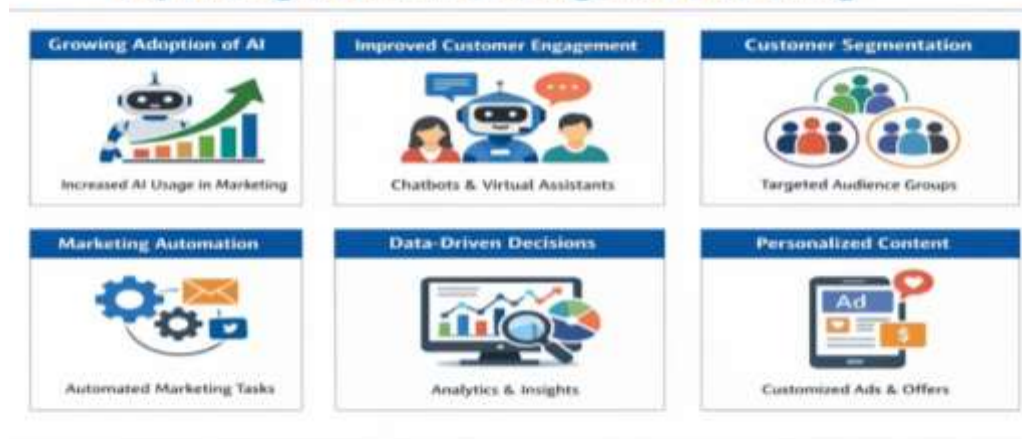 Growing Adoption of AI
Increased AI Usage in Marketing
Improved Customer Engagement
Chatbots & Virtual Assistants
Customer Segmentation
Targeted Audience Groups
Marketing Automation
Automated Marketing Tasks
Data-Driven Decisions
Analytics & Insights
Personalized Content
Ad
$
Customized Ads & Offers